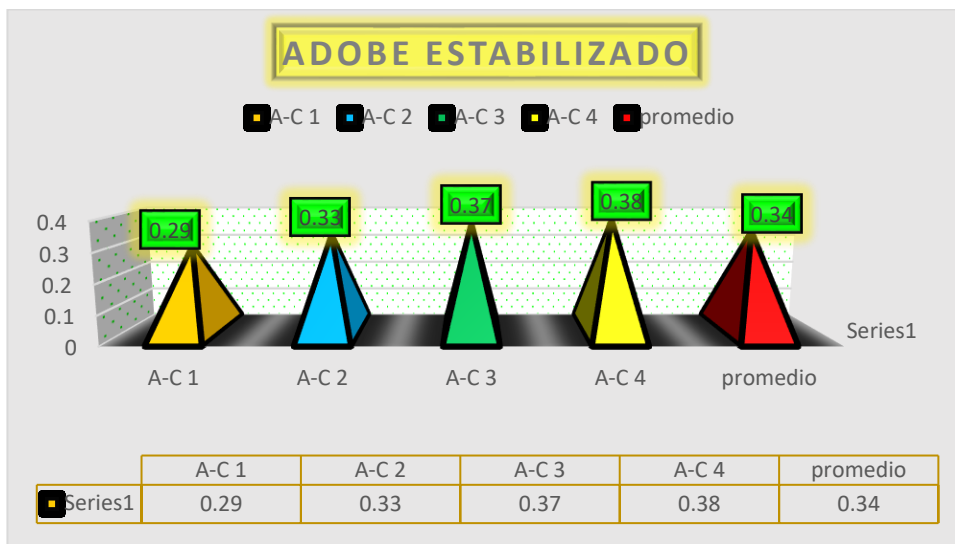 ADOBE ESTABILIZADO
A-C 1 A-C 2 A-C 3 A-C 4 promedio
0.29 0.33 0.37 0.38 0.34
0.4
0.3
0.2
0.1
0
Series1
A-C 1 A-C 2 A-C 3 A-C 4 promedio
A-C 1 A-C 2 A-C 3 A-C 4 promedio
Series1 0.29 0.33 0.37 0.38 0.34